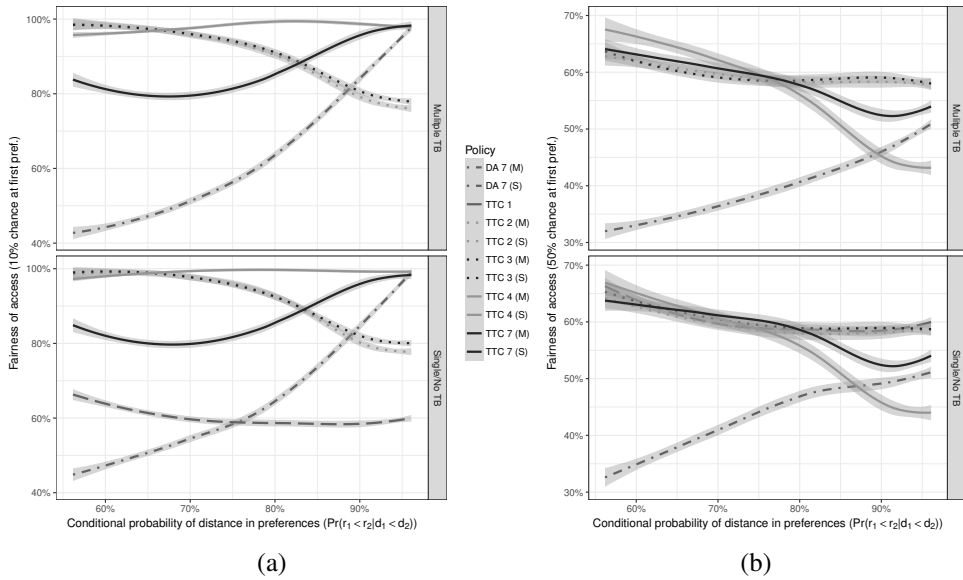 100%
80%
60%
40%
Multiple TB
100%
80%
60%
40%
Single/No TB
60%
70%
80%
90%
Fairness of access (10% chance at first pref.)
Conditional probability of distance in preferences (Pr(r₁ < r₂|d₁ < d₂))
(a)
Policy
DA 7 (M)
DA 7 (S)
TTC 1
TTC 2 (M)
TTC 2 (S)
TTC 3 (M)
TTC 3 (S)
TTC 4 (M)
TTC 4 (S)
TTC 7 (M)
TTC 7 (S)
70%
60%
50%
40%
30%
Multiple TB
70%
60%
50%
40%
30%
Single/No TB
60%
70%
80%
90%
Fairness of access (50% chance at first pref.)
Conditional probability of distance in preferences (Pr(r₁ < r₂|d₁ < d₂))
(b)